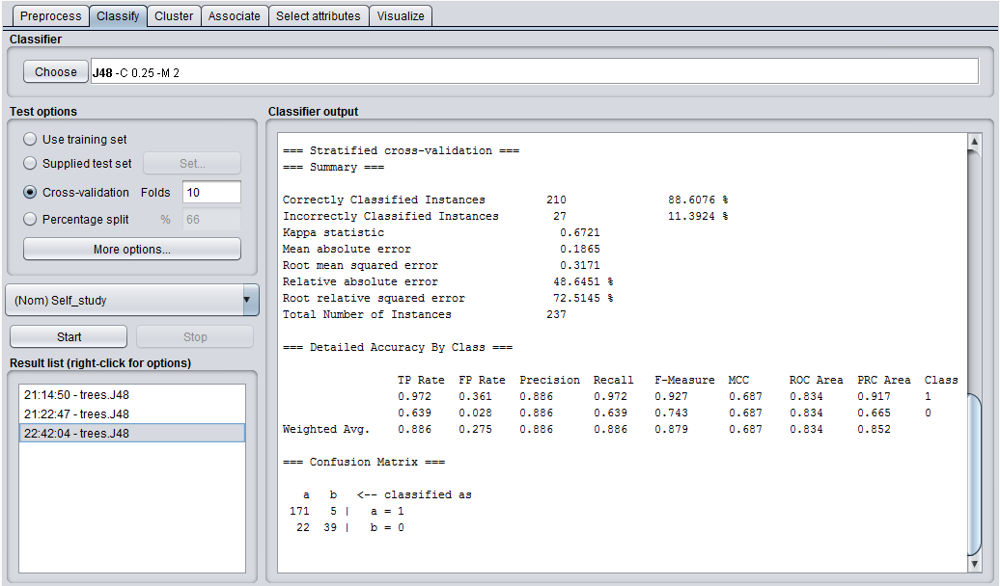 Preprocess Classify Cluster Associate Select attributes Visualize
Classifier
Choose J48 -C 0.25 -M 2
Test options
Use training set
Supplied test set Set...
Cross-validation Folds 10
Percentage split % 66
More options...
(Nom) Self_study
Start Stop
Result list (right-click for options)
21:14:50 - trees.J48
21:22:47 - trees.J48
22:42:04 - trees.J48
Classifier output
=== Stratified cross-validation ===
=== Summary ===
Correctly Classified Instances 210 88.6076 %
Incorrectly Classified Instances 27 11.3924 %
Kappa statistic 0.6721
Mean absolute error 0.1865
Root mean squared error 0.3171
Relative absolute error 48.6451 %
Root relative squared error 72.5145 %
Total Number of Instances 237
=== Detailed Accuracy By Class ===
TP Rate FP Rate Precision Recall F-Measure MCC ROC Area PRC Area Class
0.972 0.361 0.886 0.972 0.927 0.687 0.834 0.917 1
0.639 0.028 0.886 0.639 0.743 0.687 0.834 0.665 0
Weighted Avg. 0.886 0.275 0.886 0.886 0.879 0.687 0.834 0.852
=== Confusion Matrix ===
a b <-- classified as
171 5 | a = 1
22 39 | b = 0